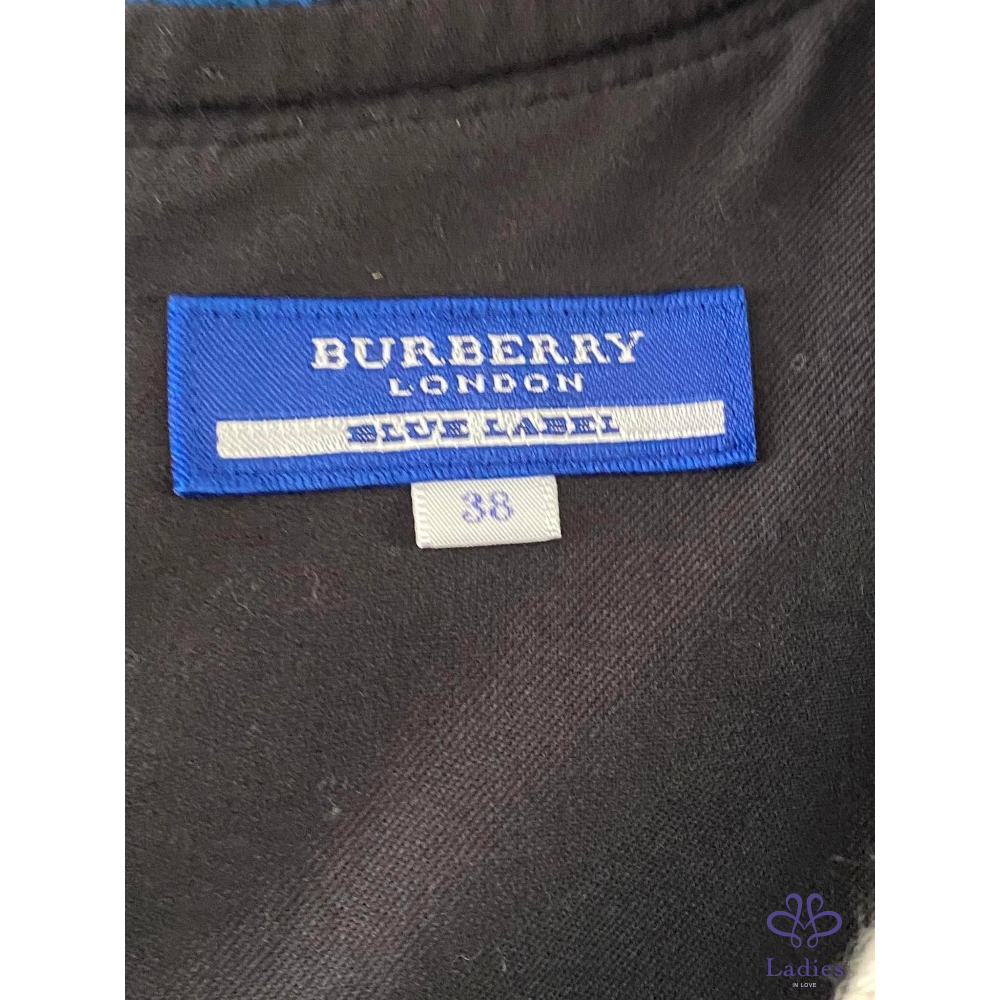 BURBERRY
LONDON
BLUE LABEL
38
Ladies
IN LOVE